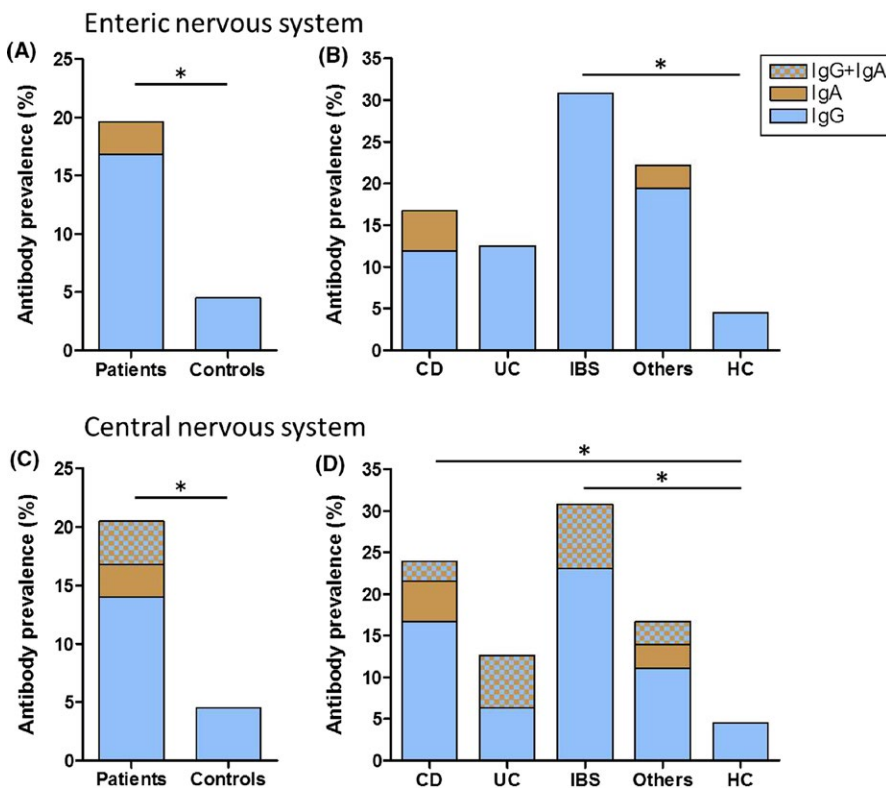 Enteric nervous system
(A)
Antibody prevalence (%)
25
20
15
10
5
0
*
Patients Controls
(B)
Antibody prevalence (%)
35
30
25
20
15
10
5
0
*
CD UC IBS Others HC
IgG+IgA
IgA
IgG
Central nervous system
(C)
Antibody prevalence (%)
25
20
15
10
5
0
*
Patients Controls
(D)
Antibody prevalence (%)
35
30
25
20
15
10
5
0
*
*
CD UC IBS Others HC